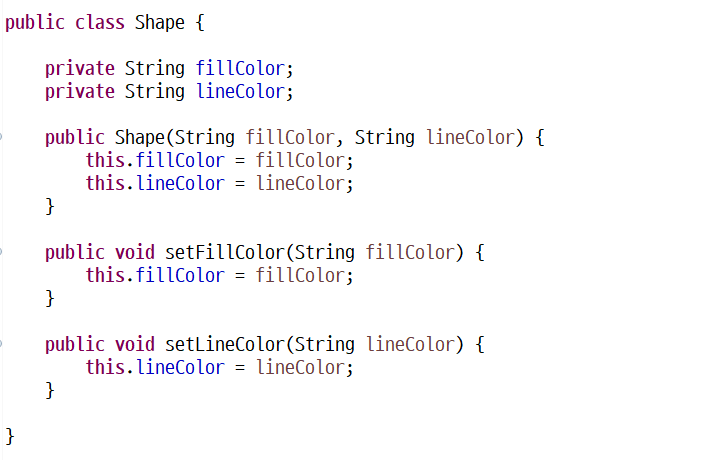 public class Shape {
private String fillColor;
private String lineColor;
public Shape(String fillColor, String lineColor) {
this.fillColor = fillColor;
this.lineColor = lineColor;
}
public void setFillColor(String fillColor) {
this.fillColor = fillColor;
}
public void setLineColor(String lineColor) {
this.lineColor = lineColor;
}
}